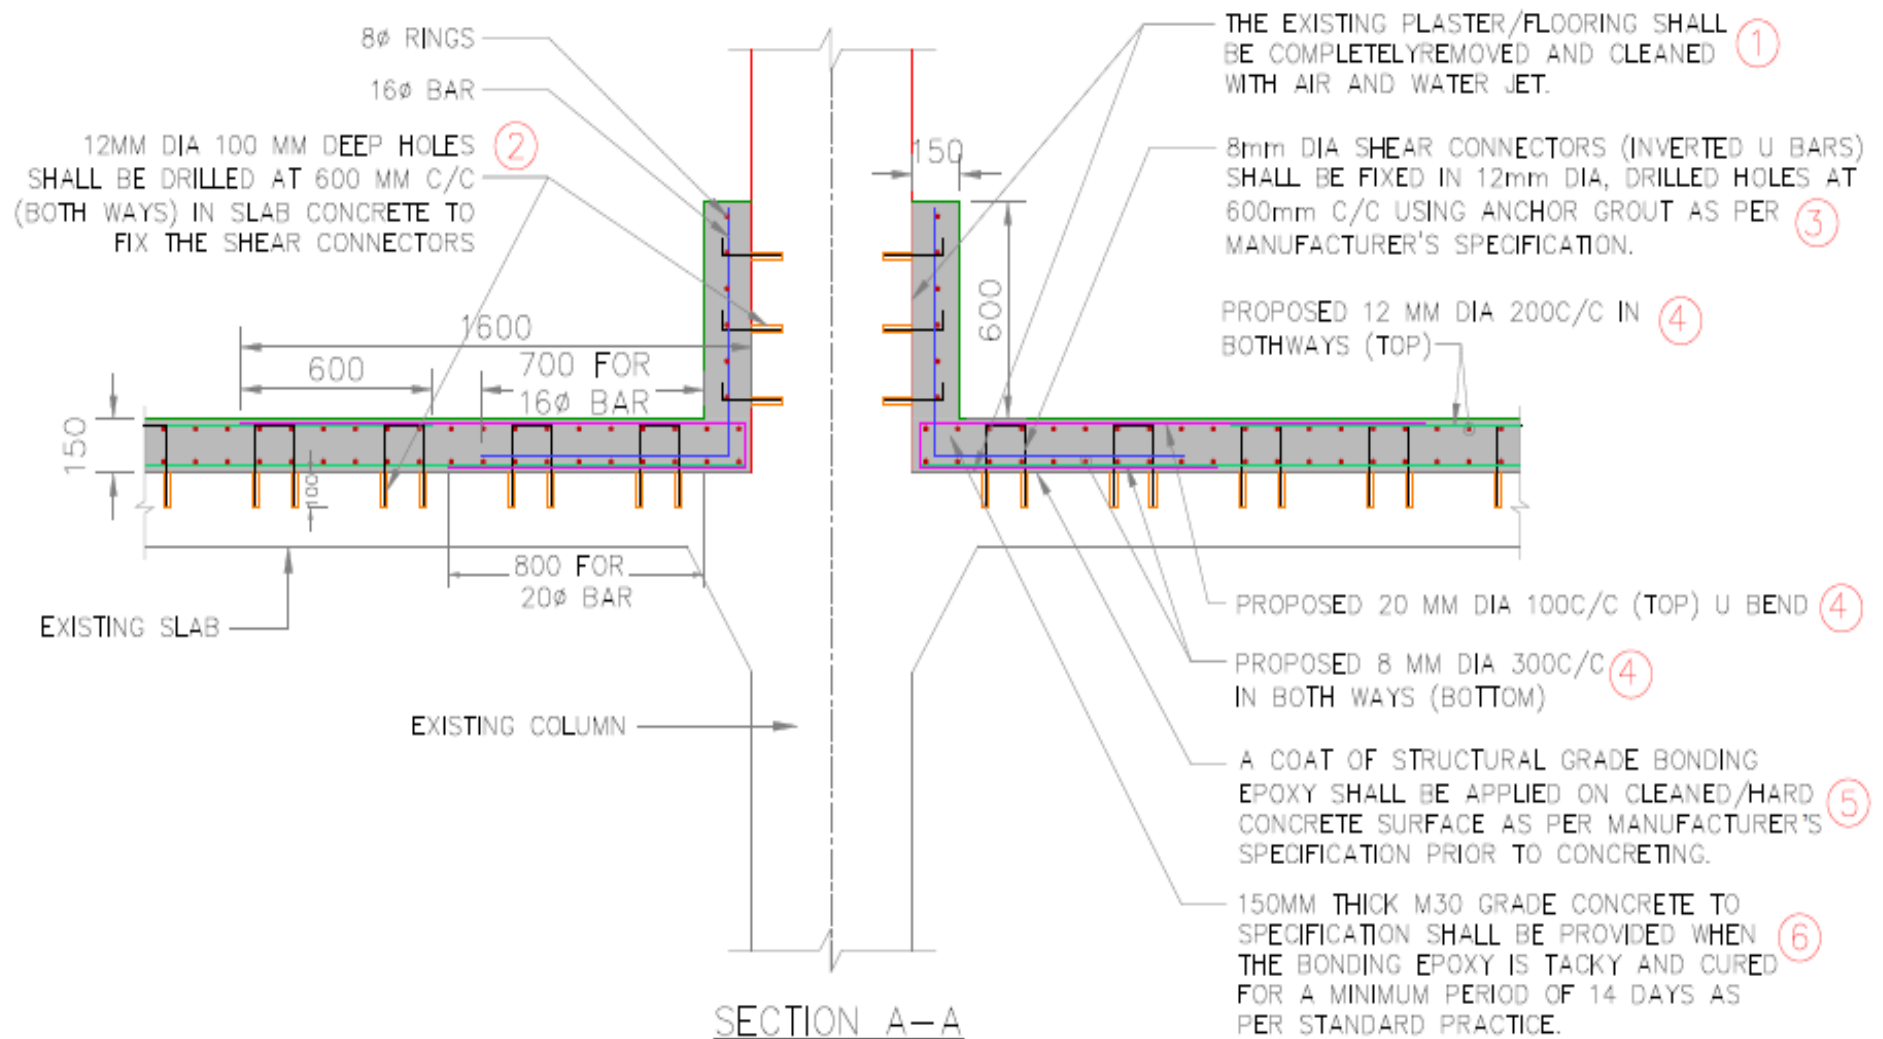 8ø RINGS
16ø BAR
12MM DIA 100 MM DEEP HOLES
SHALL BE DRILLED AT 600 MM C/C
(BOTH WAYS) IN SLAB CONCRETE TO
FIX THE SHEAR CONNECTORS
2
THE EXISTING PLASTER/FLOORING SHALL
BE COMPLETELYREMOVED AND CLEANED
WITH AIR AND WATER JET.
1
8mm DIA SHEAR CONNECTORS (INVERTED U BARS)
SHALL BE FIXED IN 12mm DIA, DRILLED HOLES AT
600mm C/C USING ANCHOR GROUT AS PER
MANUFACTURER'S SPECIFICATION.
3
150
600
1600
600
700 FOR
16ø BAR
150
100
800 FOR
20ø BAR
PROPOSED 12 MM DIA 200C/C IN
BOTHWAYS (TOP)
4
EXISTING SLAB
EXISTING COLUMN
PROPOSED 20 MM DIA 100C/C (TOP) U BEND
4
PROPOSED 8 MM DIA 300C/C
IN BOTH WAYS (BOTTOM)
4
A COAT OF STRUCTURAL GRADE BONDING
EPOXY SHALL BE APPLIED ON CLEANED/HARD
CONCRETE SURFACE AS PER MANUFACTURER'S
SPECIFICATION PRIOR TO CONCRETING.
5
150MM THICK M30 GRADE CONCRETE TO
SPECIFICATION SHALL BE PROVIDED WHEN
THE BONDING EPOXY IS TACKY AND CURED
FOR A MINIMUM PERIOD OF 14 DAYS AS
PER STANDARD PRACTICE.
6
SECTION A-A